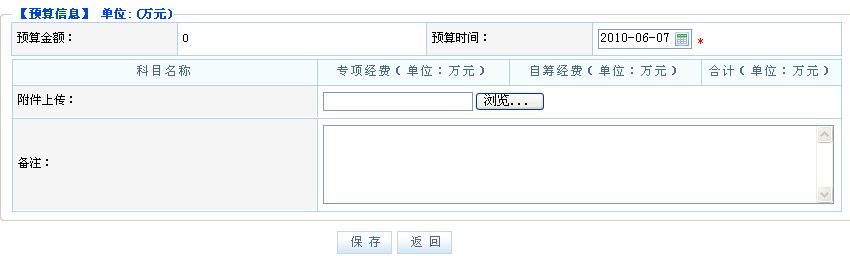 【预算信息】 单位:(万元)
预算金额： 0 预算时间： 2010-06-07 *
科目名称 专项经费（单位：万元） 自筹经费（单位：万元） 合计（单位：万元）
附件上传： 浏览...
备注：
保 存 返 回